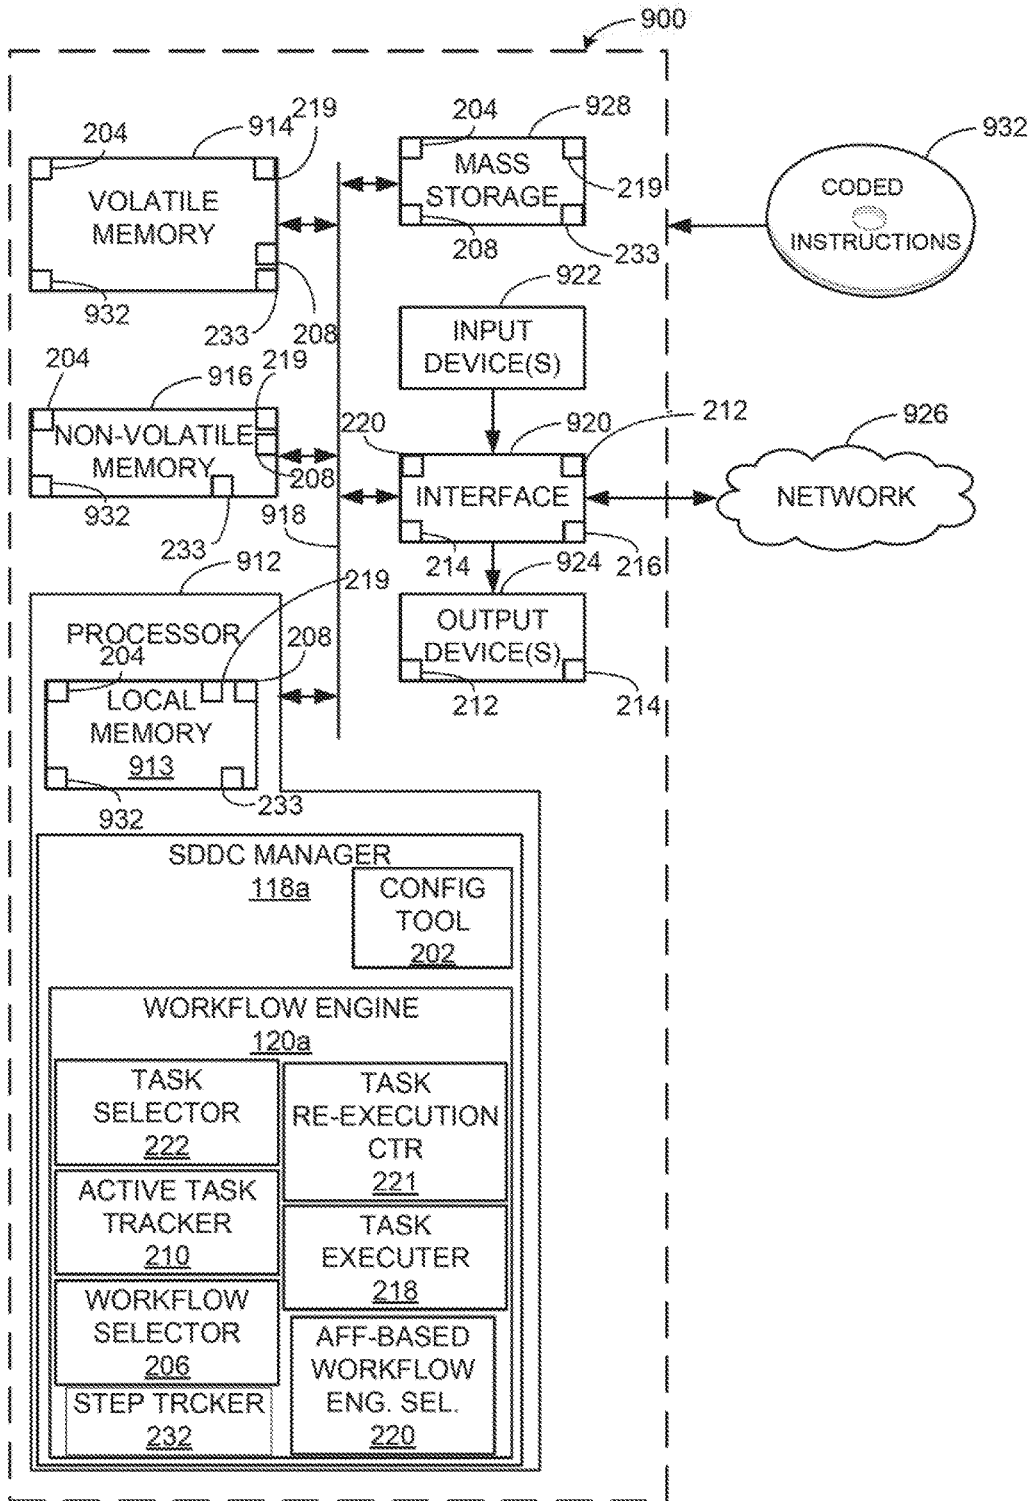 900
204
914
219
VOLATILE
MEMORY
932
233
208
204
928
MASS
STORAGE
219
208
233
932
CODED
INSTRUCTIONS
922
INPUT
DEVICE(S)
204
916
219
NON-VOLATILE
MEMORY
208
932
233
918
220
920
212
INTERFACE
214
216
926
NETWORK
924
OUTPUT
DEVICE(S)
212
214
912
219
PROCESSOR
208
204
LOCAL
MEMORY
913
932
233
SDDC MANAGER
118a
CONFIG
TOOL
202
WORKFLOW ENGINE
120a
TASK
SELECTOR
222
TASK
RE-EXECUTION
CTR
221
ACTIVE TASK
TRACKER
210
TASK
EXECUTER
218
WORKFLOW
SELECTOR
206
AFF-BASED
WORKFLOW
ENG. SEL.
220
STEP TRCKER
232